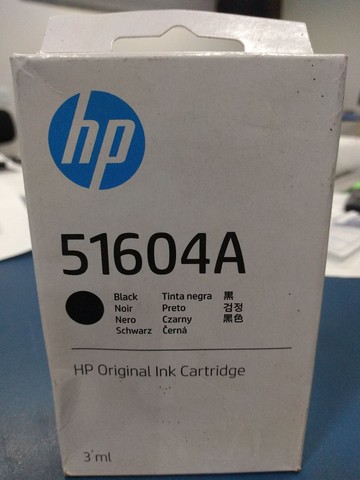 hp
51604A
Black Tinta negra 黒
Noir Preto 검정
Nero Czarny 黑色
Schwarz Černá
HP Original Ink Cartridge
3 ml